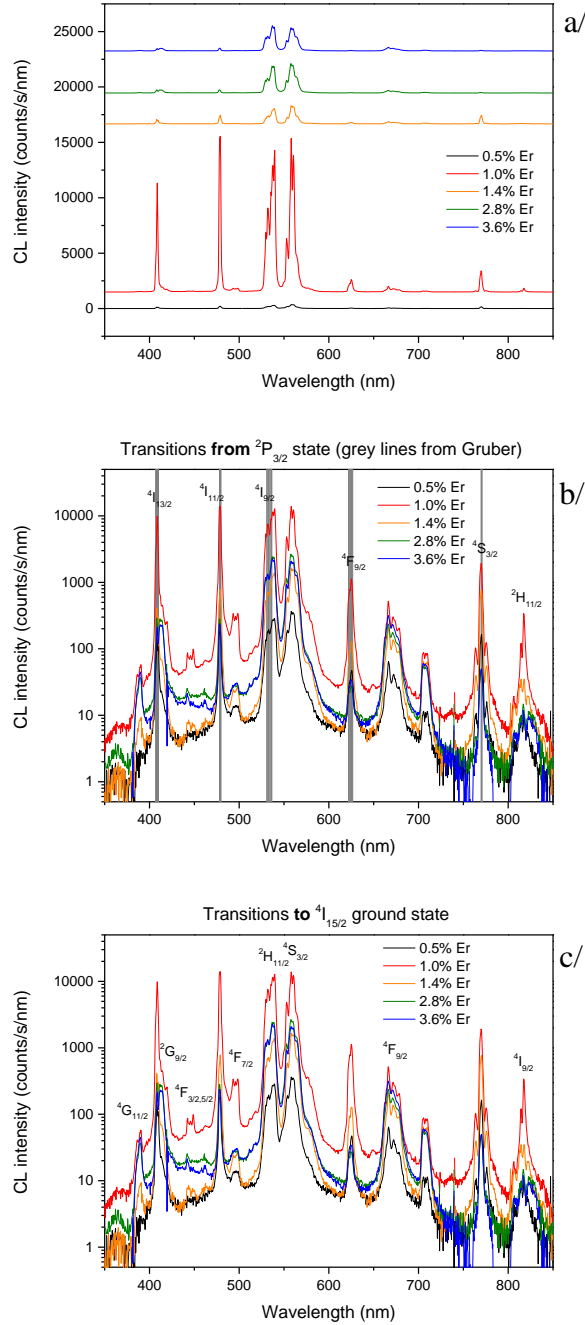 a/
25000
20000
15000
10000
5000
0
CL intensity (counts/s/nm)
0.5% Er
1.0% Er
1.4% Er
2.8% Er
3.6% Er
400 500 600 700 800
Wavelength (nm)
Transitions from ²P₃/₂ state (grey lines from Gruber)
b/
⁴I₁₃/₂ ⁴I₁₁/₂ ⁴I₉/₂
0.5% Er
1.0% Er
1.4% Er
2.8% Er
3.6% Er
⁴F₉/₂ ⁴S₃/₂
²H₁₁/₂
10000
1000
100
10
1
CL intensity (counts/s/nm)
400 500 600 700 800
Wavelength (nm)
Transitions to ⁴I₁₅/₂ ground state
c/
²H₁₁/₂ ⁴S₃/₂
0.5% Er
1.0% Er
1.4% Er
2.8% Er
3.6% Er
²G₉/₂ ⁴F₇/₂ ⁴F₉/₂
⁴I₉/₂
⁴F₃/₂,₅/₂
⁴G₁₁/₂
10000
1000
100
10
1
CL intensity (counts/s/nm)
400 500 600 700 800
Wavelength (nm)